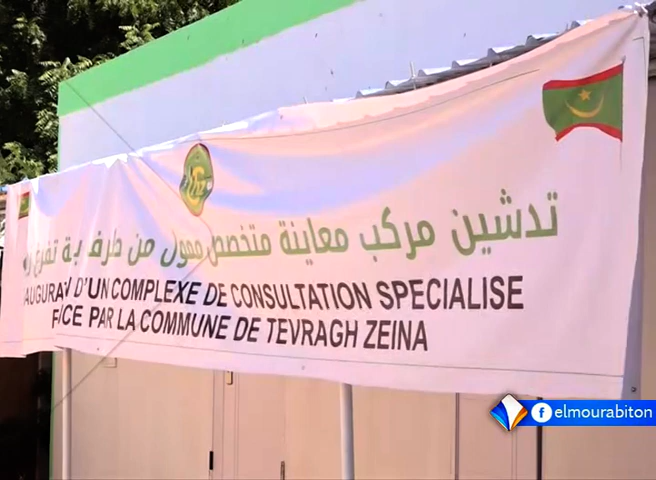 تدشين مركب معاينة متخصص ممول من طرف
D'UN COMPLEXE DE CONSULTATION SPECIALISE
PAR LA COMMUNE DE TEVRAGH ZEINA
elmourabiton